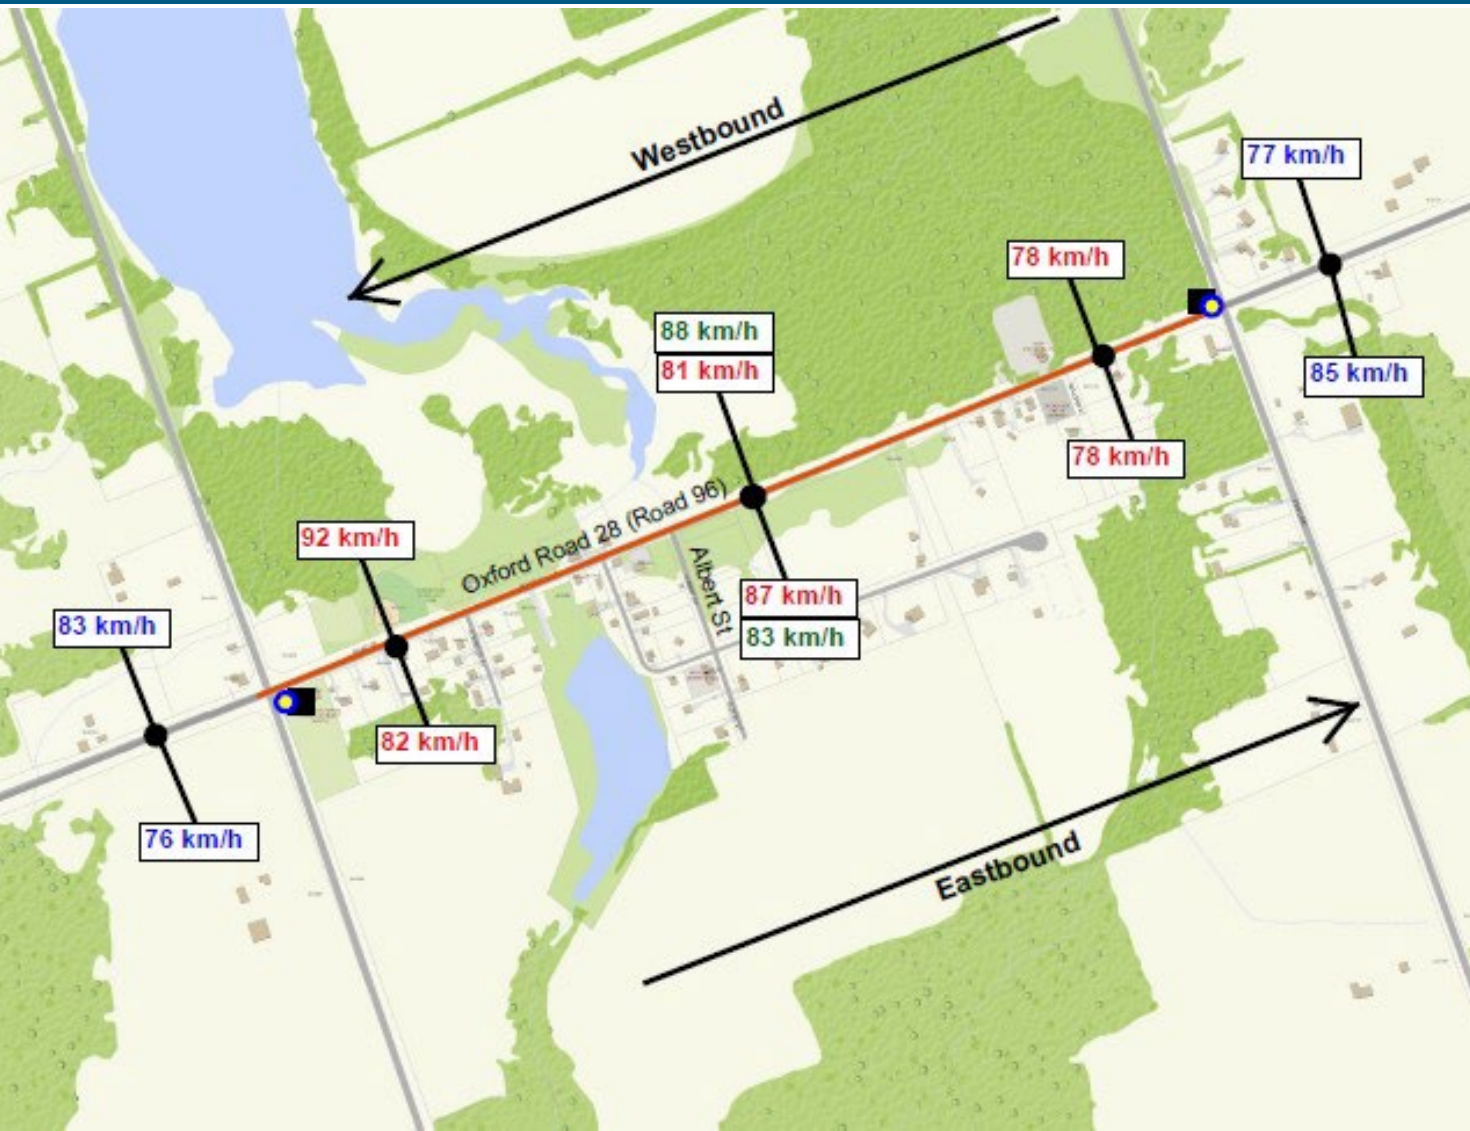 Westbound
77 km/h
78 km/h
88 km/h
81 km/h
85 km/h
78 km/h
Oxford Road 28 (Road 96)
92 km/h
Albert St
87 km/h
83 km/h
83 km/h
82 km/h
76 km/h
Eastbound